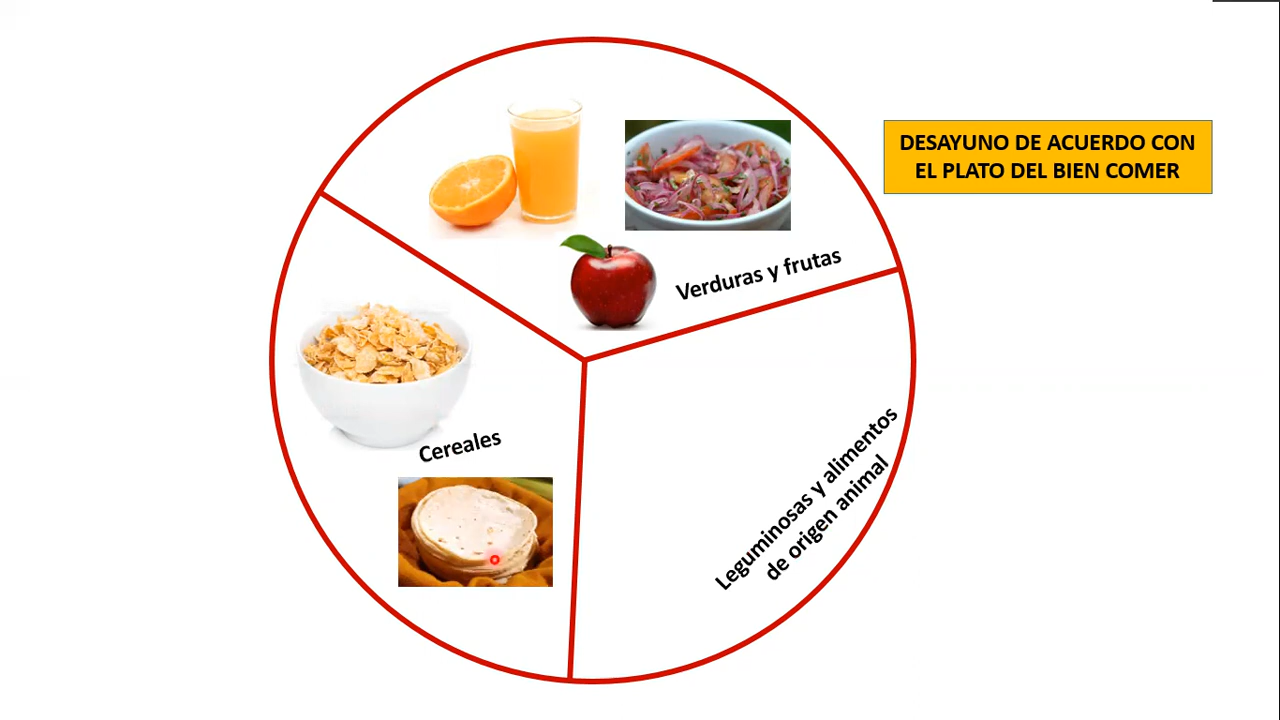 DESAYUNO DE ACUERDO CON
EL PLATO DEL BIEN COMER
Verduras y frutas
Cereales
Leguminosas y alimentos
de origen animal